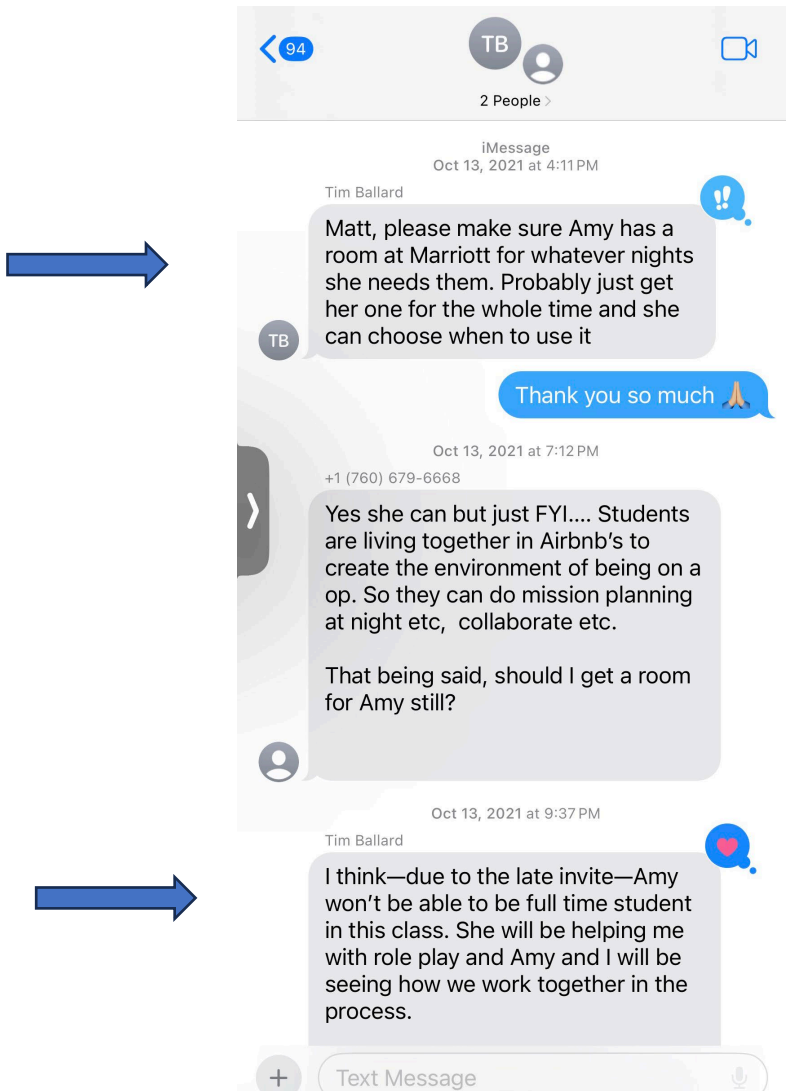 94
TB
2 People >
iMessage
Oct 13, 2021 at 4:11 PM
Tim Ballard
!!
Matt, please make sure Amy has a
room at Marriott for whatever nights
she needs them. Probably just get
her one for the whole time and she
can choose when to use it
TB
Thank you so much 🙏🏼
Oct 13, 2021 at 7:12 PM
+1 (760) 679-6668
Yes she can but just FYI.... Students
are living together in Airbnb's to
create the environment of being on a
op. So they can do mission planning
at night etc, collaborate etc.
That being said, should I get a room
for Amy still?
Oct 13, 2021 at 9:37 PM
Tim Ballard
I think—due to the late invite—Amy
won't be able to be full time student
in this class. She will be helping me
with role play and Amy and I will be
seeing how we work together in the
process.
+ Text Message